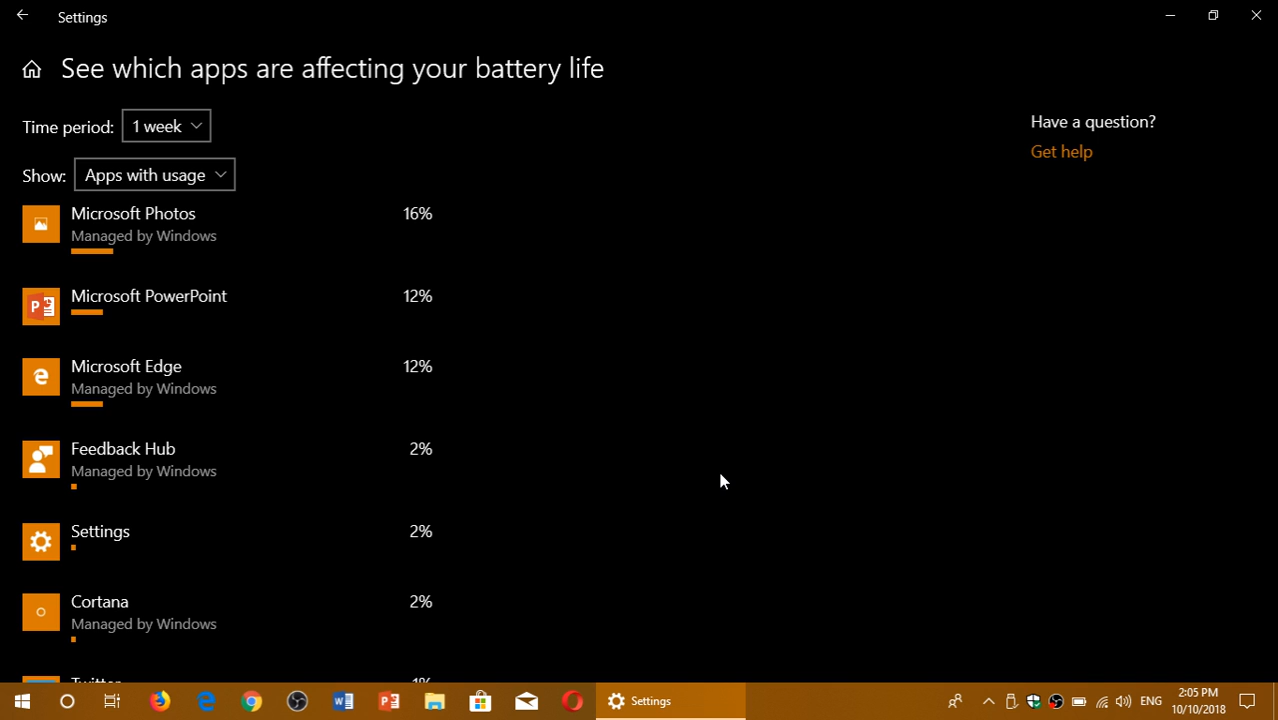 Settings
See which apps are affecting your battery life
Time period: 1 week
Have a question?
Get help
Show: Apps with usage
Microsoft Photos 16%
Managed by Windows
Microsoft PowerPoint 12%
Microsoft Edge 12%
Managed by Windows
Feedback Hub 2%
Managed by Windows
Settings 2%
Cortana 2%
Managed by Windows
Twitter 1%
Settings
ENG
2:05 PM
10/10/2018